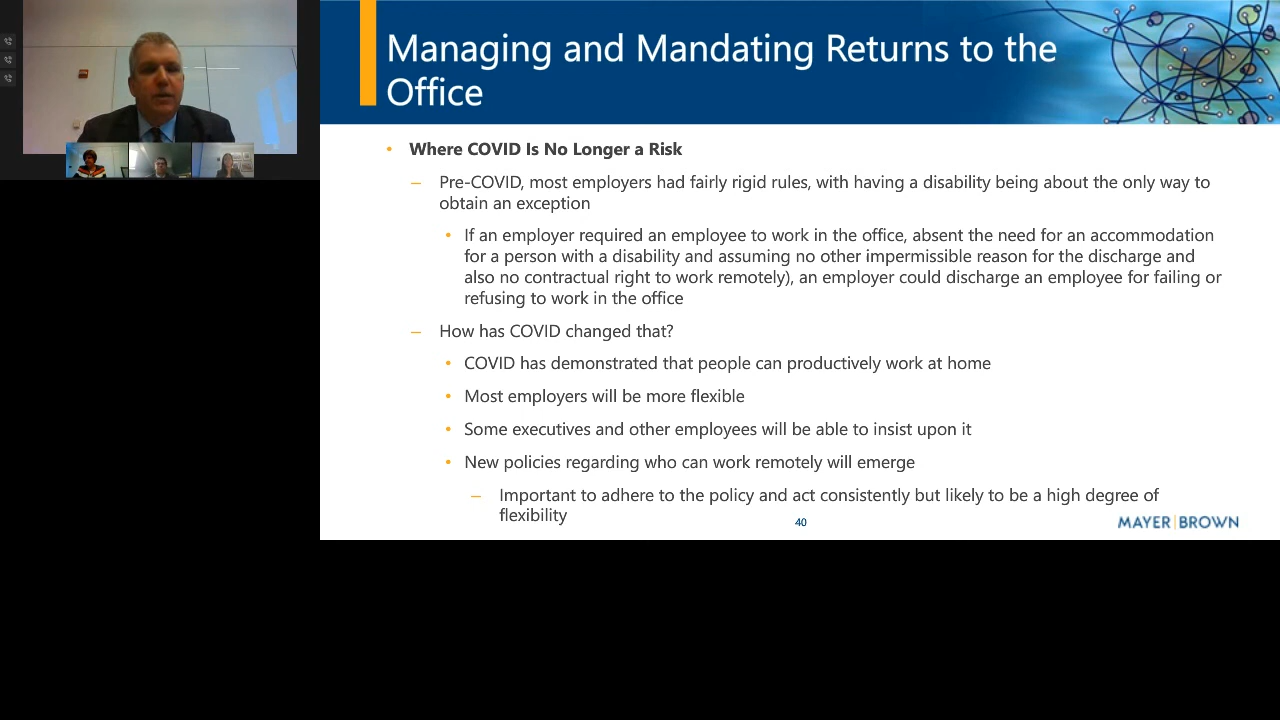 Managing and Mandating Returns to the
Office
• Where COVID Is No Longer a Risk
– Pre-COVID, most employers had fairly rigid rules, with having a disability being about the only way to
obtain an exception
• If an employer required an employee to work in the office, absent the need for an accommodation
for a person with a disability and assuming no other impermissible reason for the discharge and
also no contractual right to work remotely), an employer could discharge an employee for failing or
refusing to work in the office
– How has COVID changed that?
• COVID has demonstrated that people can productively work at home
• Most employers will be more flexible
• Some executives and other employees will be able to insist upon it
• New policies regarding who can work remotely will emerge
– Important to adhere to the policy and act consistently but likely to be a high degree of
flexibility
40
MAYER | BROWN